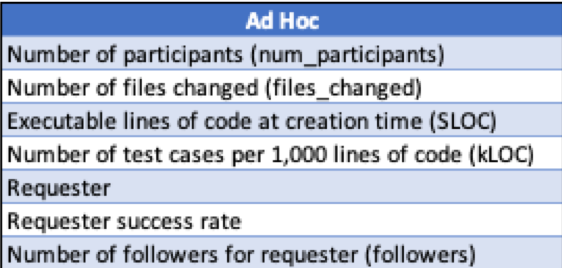 Ad Hoc
Number of participants (num_participants)
Number of files changed (files_changed)
Executable lines of code at creation time (SLOC)
Number of test cases per 1,000 lines of code (kLOC)
Requester
Requester success rate
Number of followers for requester (followers)